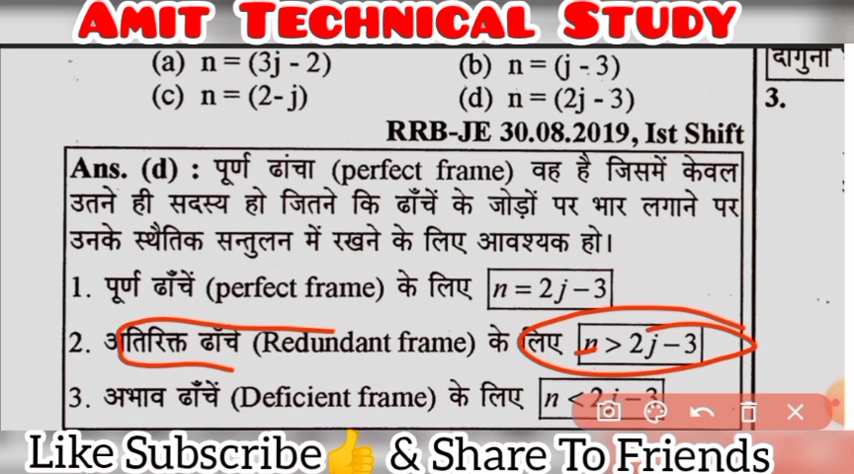 AMIT TECHNICAL STUDY
(a) n = (3j - 2) (b) n = (j - 3)
(c) n = (2- j) (d) n = (2j - 3)
RRB-JE 30.08.2019, Ist Shift
Ans. (d) : पूर्ण ढांचा (perfect frame) वह है जिसमें केवल
उतने ही सदस्य हो जितने कि ढाँचें के जोड़ों पर भार लगाने पर
उनके स्थैतिक सन्तुलन में रखने के लिए आवश्यक हो।
1. पूर्ण ढाँचें (perfect frame) के लिए n = 2j – 3
2. अतिरिक्त ढाँचे (Redundant frame) के लिए n > 2j – 3
3. अभाव ढाँचें (Deficient frame) के लिए n < 2j – 3
दागुना
3.
Like Subscribe👍 & Share To Friends